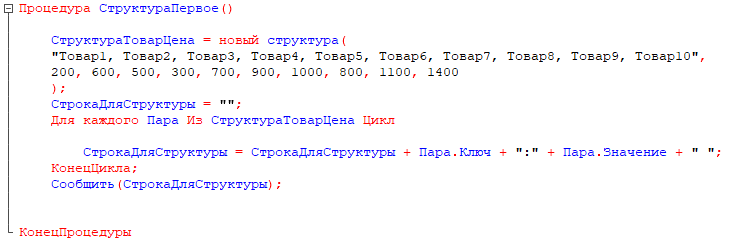 Процедура СтруктураПервое()
СтруктураТоварЦена = новый структура(
"Товар1, Товар2, Товар3, Товар4, Товар5, Товар6, Товар7, Товар8, Товар9, Товар10",
200, 600, 500, 300, 700, 900, 1000, 800, 1100, 1400
);
СтрокаДляСтруктуры = "";
Для каждого Пара Из СтруктураТоварЦена Цикл
СтрокаДляСтруктуры = СтрокаДляСтруктуры + Пара.Ключ + ":" + Пара.Значение + " ";
КонецЦикла;
Сообщить(СтрокаДляСтруктуры);
КонецПроцедуры